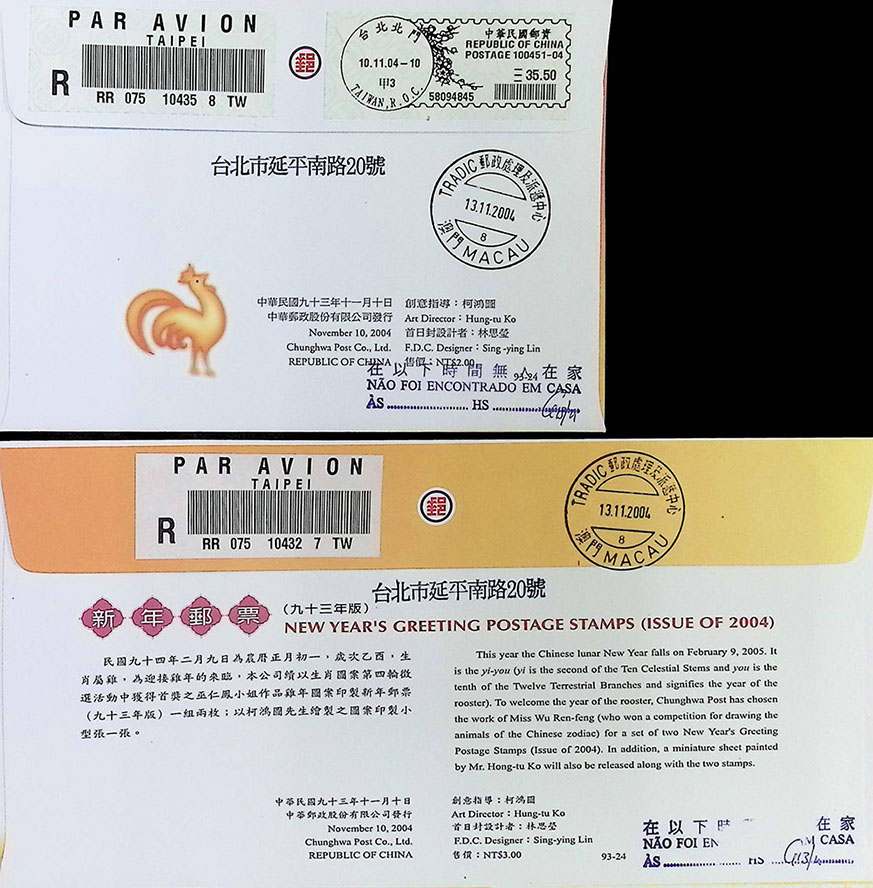 PAR AVION
TAIPEI
R
RR 075 10435 8 TW
郵
台北北門
10.11.04-10
甲3
TAIWAN, R.O.C.
中華民國郵資
REPUBLIC OF CHINA
POSTAGE 100451-04
35.50
58094845
台北市延平南路20號
TRADIC 郵政處理及派遞中心
13.11.2004
8
澳門 MACAU
中華民國九十三年十一月十日
中華郵政股份有限公司發行
November 10, 2004
Chunghwa Post Co., Ltd.
REPUBLIC OF CHINA
創意指導：柯鴻圖
Art Director : Hung-tu Ko
首日封設計者：林思瑩
F.D.C. Designer : Sing -ying Lin
售價：NT$2.00
93-24
在以下時間無人在家
NÃO FOI ENCONTRADO EM CASA
ÀS ........................ HS ........................
PAR AVION
TAIPEI
R
RR 075 10432 7 TW
郵
TRADIC 郵政處理及派遞中心
13.11.2004
8
澳門 MACAU
台北市延平南路20號
新年郵票 (九十三年版)
NEW YEAR'S GREETING POSTAGE STAMPS (ISSUE OF 2004)
民國九十四年二月九日為農曆正月初一，歲次乙酉，生
肖屬雞，為迎接雞年的來臨，本公司續以生肖圖案第四輪徵
選活動中獲得首獎之巫仁鳳小姐作品雞年圖案印製新年郵票
（九十三年版）一組兩枚；以柯鴻圖先生繪製之圖案印製小
型張一張。
This year the Chinese lunar New Year falls on February 9, 2005. It
is the yi-you (yi is the second of the Ten Celestial Stems and you is the
tenth of the Twelve Terrestrial Branches and signifies the year of the
rooster). To welcome the year of the rooster, Chunghwa Post has chosen
the work of Miss Wu Ren-feng (who won a competition for drawing the
animals of the Chinese zodiac) for a set of two New Year's Greeting
Postage Stamps (Issue of 2004). In addition, a miniature sheet painted
by Mr. Hong-tu Ko will also be released along with the two stamps.
中華民國九十三年十一月十日
中華郵政股份有限公司發行
November 10, 2004
Chunghwa Post Co., Ltd.
REPUBLIC OF CHINA
創意指導：柯鴻圖
Art Director : Hung-tu Ko
首日封設計者：林思瑩
F.D.C. Designer : Sing-ying Lin
售價：NT$3.00
93-24
在以下時 在家
NÃO FOI EN CASA
ÀS ............ HS ............